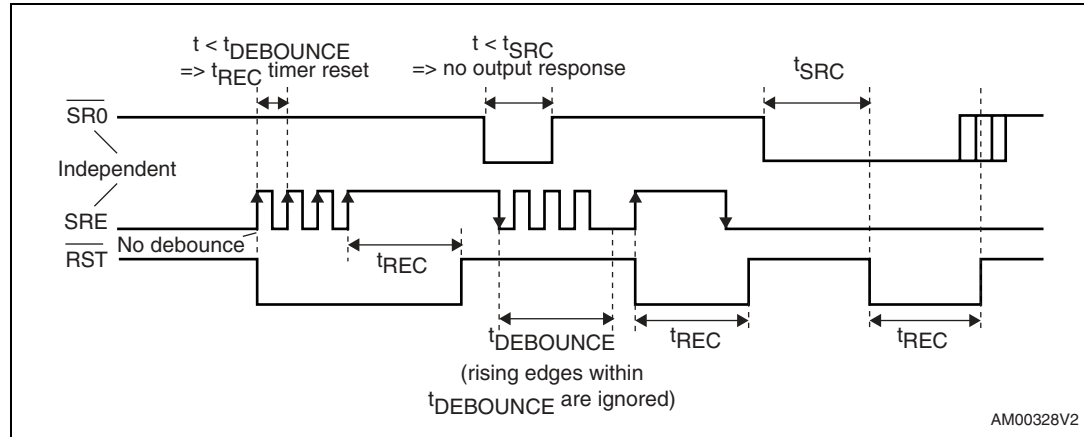 t < tDEBOUNCE
=> tREC timer reset
t < tSRC
=> no output response
tSRC
SR0
Independent
SRE
No debounce
RST
tREC
tDEBOUNCE
(rising edges within
tDEBOUNCE are ignored)
tREC
tREC
AM00328V2